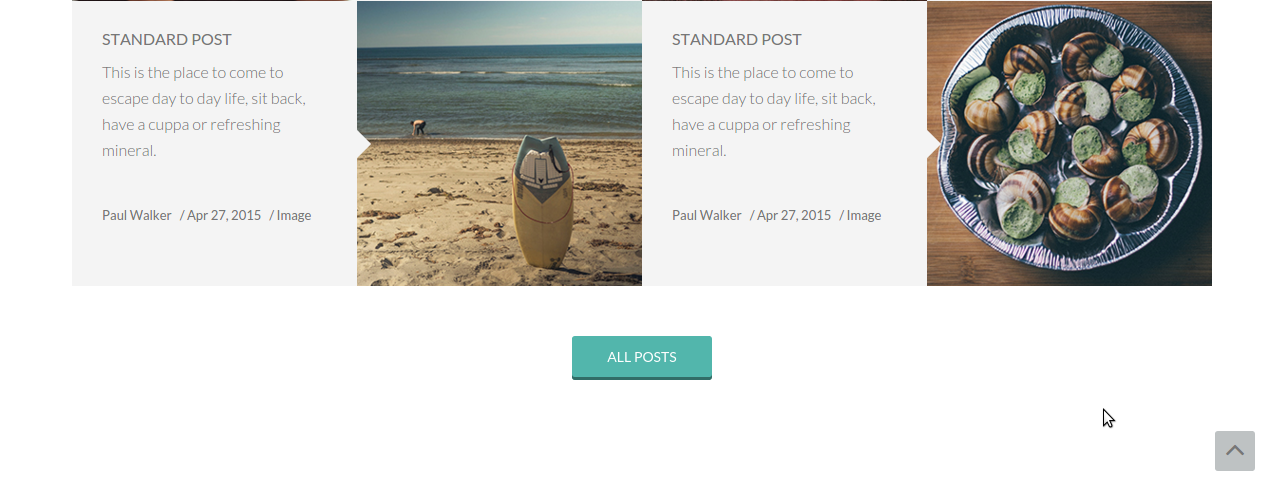 STANDARD POST
This is the place to come to
escape day to day life, sit back,
have a cuppa or refreshing
mineral.
Paul Walker / Apr 27, 2015 / Image
STANDARD POST
This is the place to come to
escape day to day life, sit back,
have a cuppa or refreshing
mineral.
Paul Walker / Apr 27, 2015 / Image
ALL POSTS